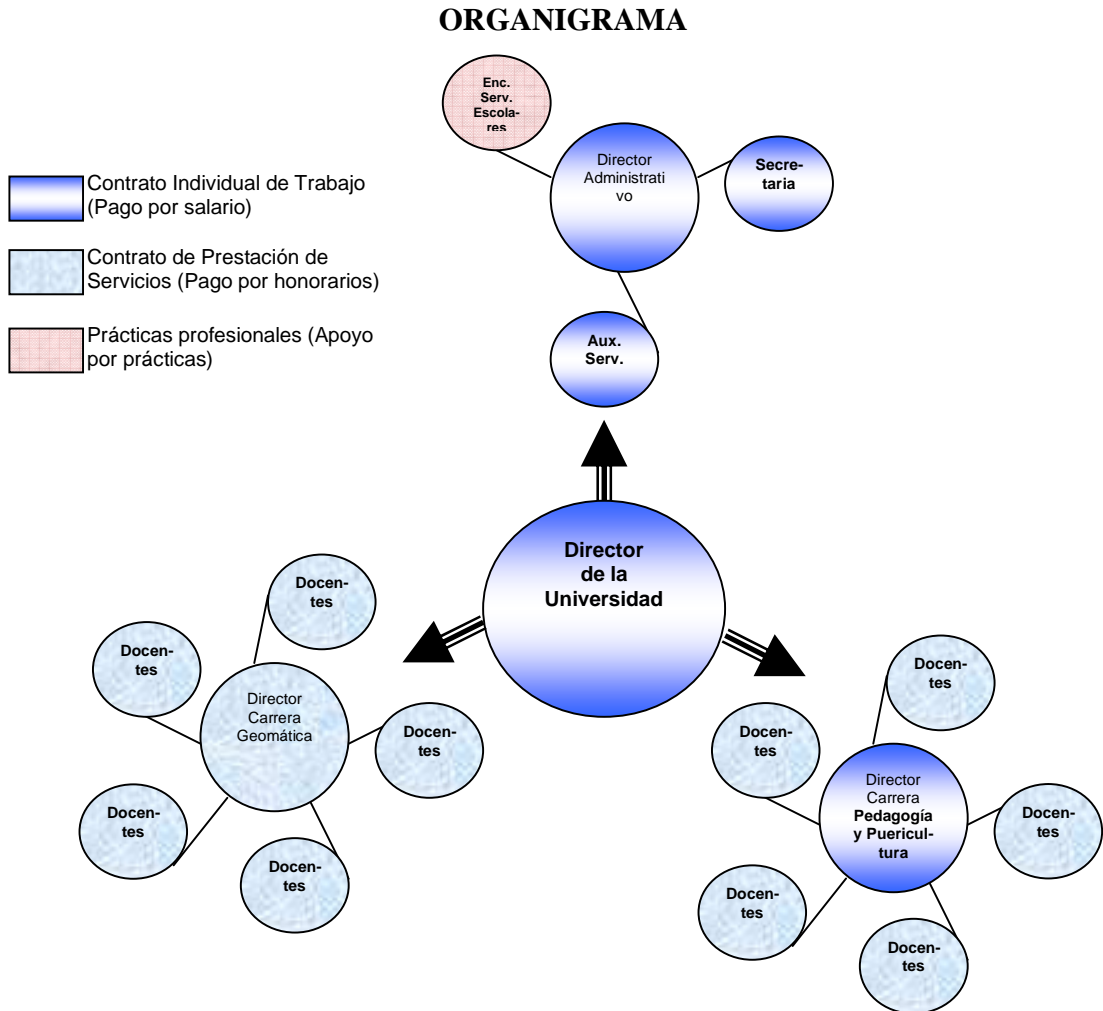 ORGANIGRAMA
Enc.
Serv.
Escola-
res
Director
Administrati
vo
Secre-
taria
Contrato Individual de Trabajo
(Pago por salario)
Contrato de Prestación de
Servicios (Pago por honorarios)
Prácticas profesionales (Apoyo
por prácticas)
Aux.
Serv.
Director
de la
Universidad
Docen-
tes
Docen-
tes
Director
Carrera
Geomática
Docen-
tes
Docen-
tes
Docen-
tes
Docen-
tes
Docen-
tes
Director
Carrera
Pedagogía
y Puericul-
tura
Docen-
tes
Docen-
tes
Docen-
tes